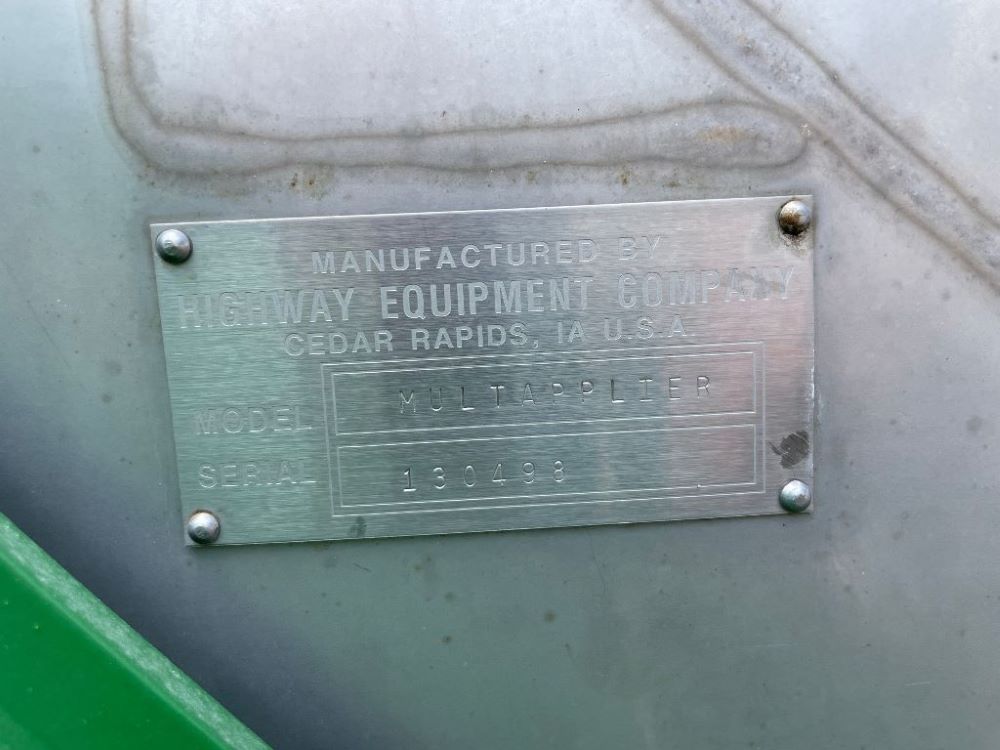 MANUFACTURED BY
HIGHWAY EQUIPMENT COMPANY
CEDAR RAPIDS, IA U.S.A.
MODEL MULTAPPLIER
SERIAL 130498